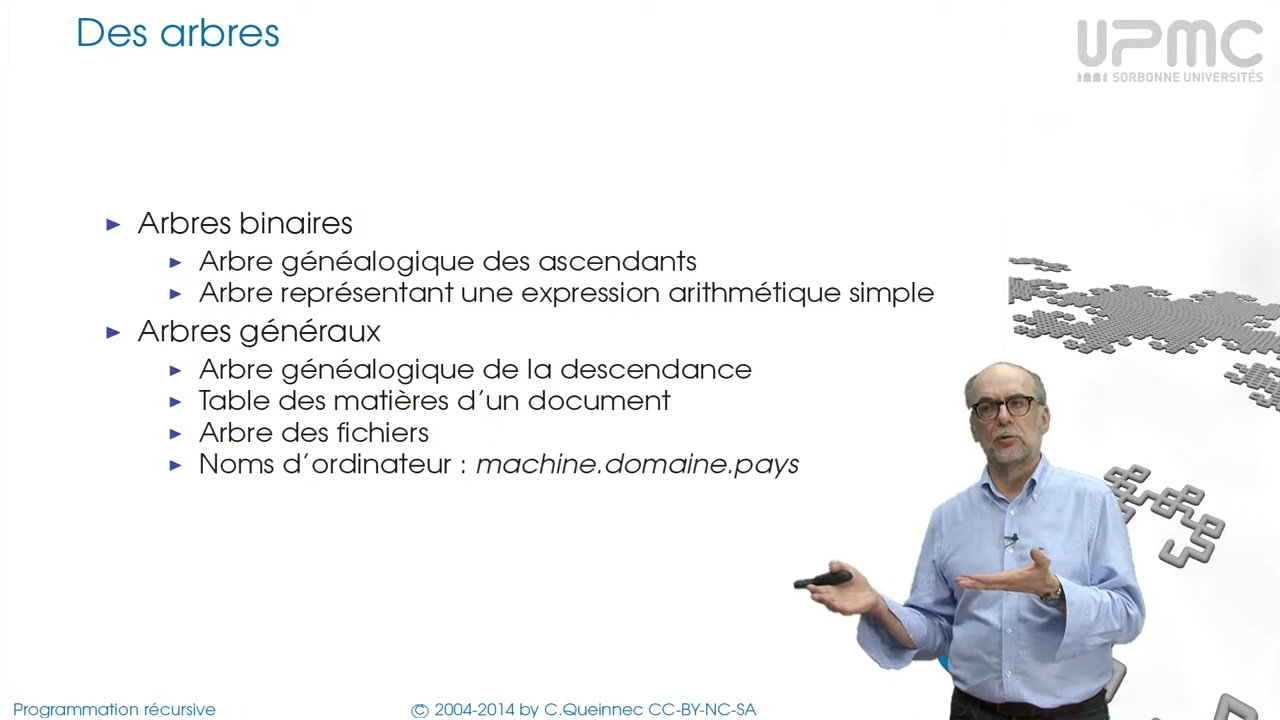 Des arbres
UPMC
SORBONNE UNIVERSITÉS
► Arbres binaires
► Arbre généalogique des ascendants
► Arbre représentant une expression arithmétique simple
► Arbres généraux
► Arbre généalogique de la descendance
► Table des matières d'un document
► Arbre des fichiers
► Noms d'ordinateur : machine.domaine.pays
Programmation récursive
© 2004-2014 by C.Queinnec CC-BY-NC-SA